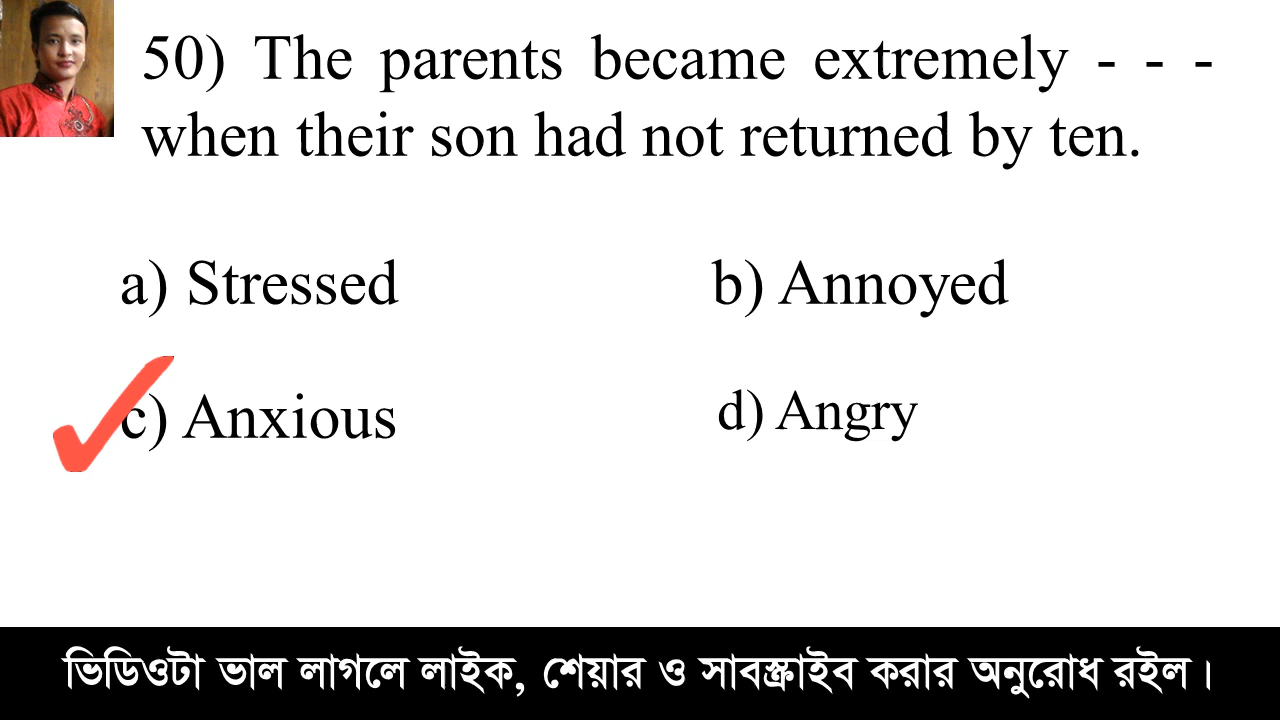 50) The parents became extremely - - -
when their son had not returned by ten.
a) Stressed
b) Annoyed
c) Anxious
d) Angry
ভিডিওটা ভাল লাগলে লাইক, শেয়ার ও সাবস্ক্রাইব করার অনুরোধ রইল।